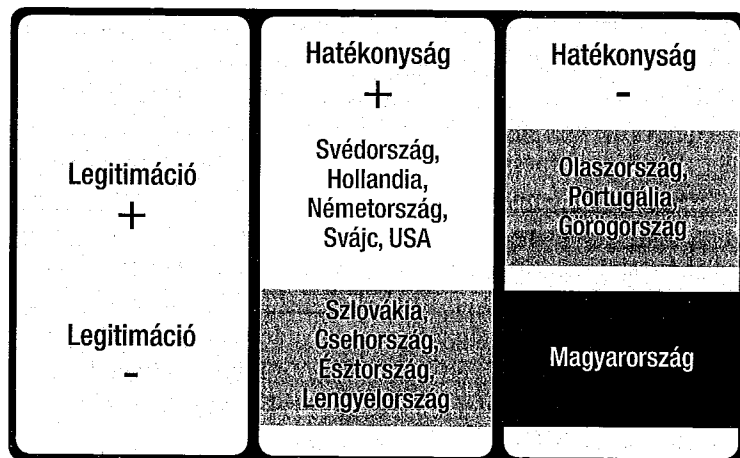 Hatékonyság
+
Hatékonyság
-
Legitimáció
+
Svédország,
Hollandia,
Németország,
Svájc, USA
Olaszország,
Portugália,
Görögország
Legitimáció
-
Szlovákia,
Csehország,
Észtország,
Lengyelország
Magyarország